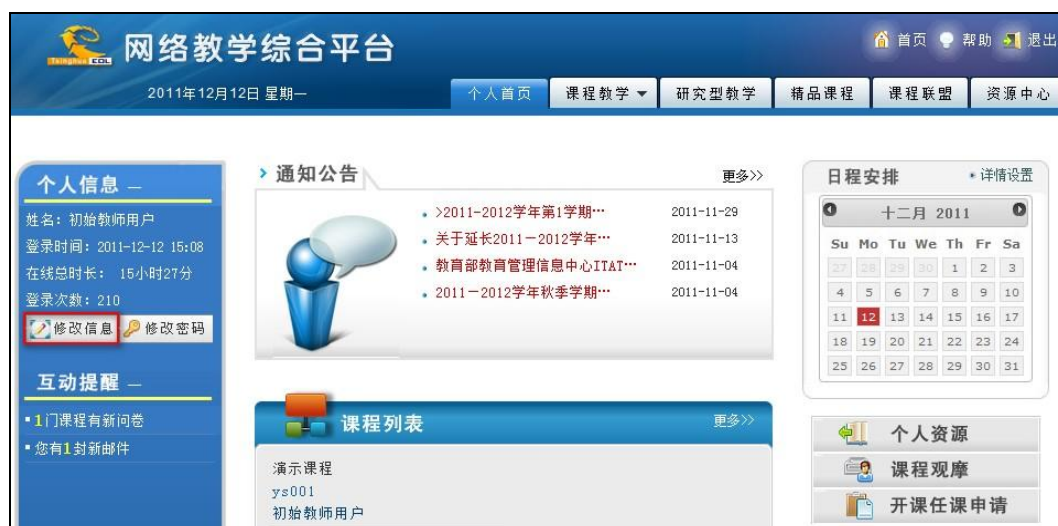 Tsinghua EOL
网络教学综合平台
首页 帮助 退出
2011年12月12日 星期一
个人首页 课程教学 研究型教学 精品课程 课程联盟 资源中心
个人信息
姓名：初始教师用户
登录时间：2011-12-12 15:08
在线总时长： 15小时27分
登录次数：210
修改信息 修改密码
互动提醒
1门课程有新问卷
您有1封新邮件
通知公告 更多>>
>2011-2012学年第1学期… 2011-11-29
关于延长2011－2012学年… 2011-11-13
教育部教育管理信息中心ITAT… 2011-11-04
2011－2012学年秋季学期… 2011-11-04
课程列表 更多>>
演示课程
ys001
初始教师用户
日程安排 详情设置
十二月 2011
Su Mo Tu We Th Fr Sa
27 28 29 30 1 2 3
4 5 6 7 8 9 10
11 12 13 14 15 16 17
18 19 20 21 22 23 24
25 26 27 28 29 30 31
个人资源
课程观摩
开课任课申请